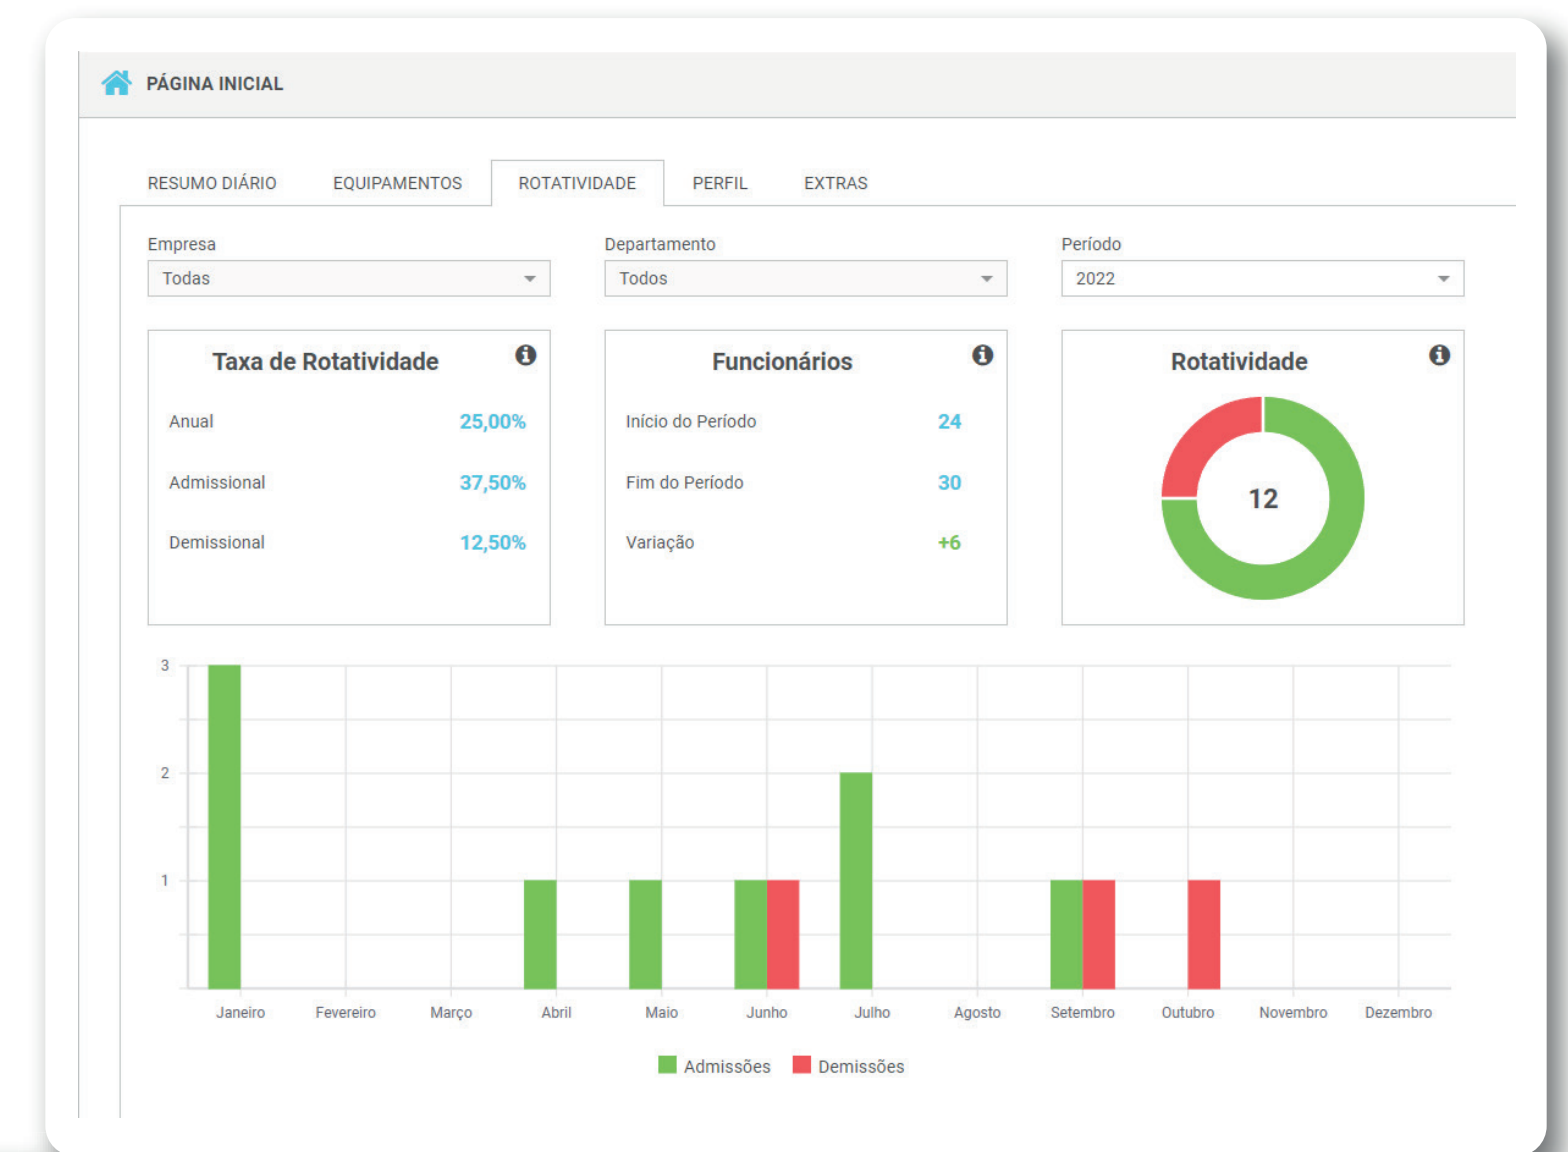 PÁGINA INICIAL
RESUMO DIÁRIO EQUIPAMENTOS ROTATIVIDADE PERFIL EXTRAS
Empresa Departamento Período
Todas Todos 2022
Taxa de Rotatividade
Anual 25,00%
Admissional 37,50%
Demissional 12,50%
Funcionários
Início do Período 24
Fim do Período 30
Variação +6
Rotatividade
12
3
2
1
Janeiro Fevereiro Março Abril Maio Junho Julho Agosto Setembro Outubro Novembro Dezembro
Admissões Demissões